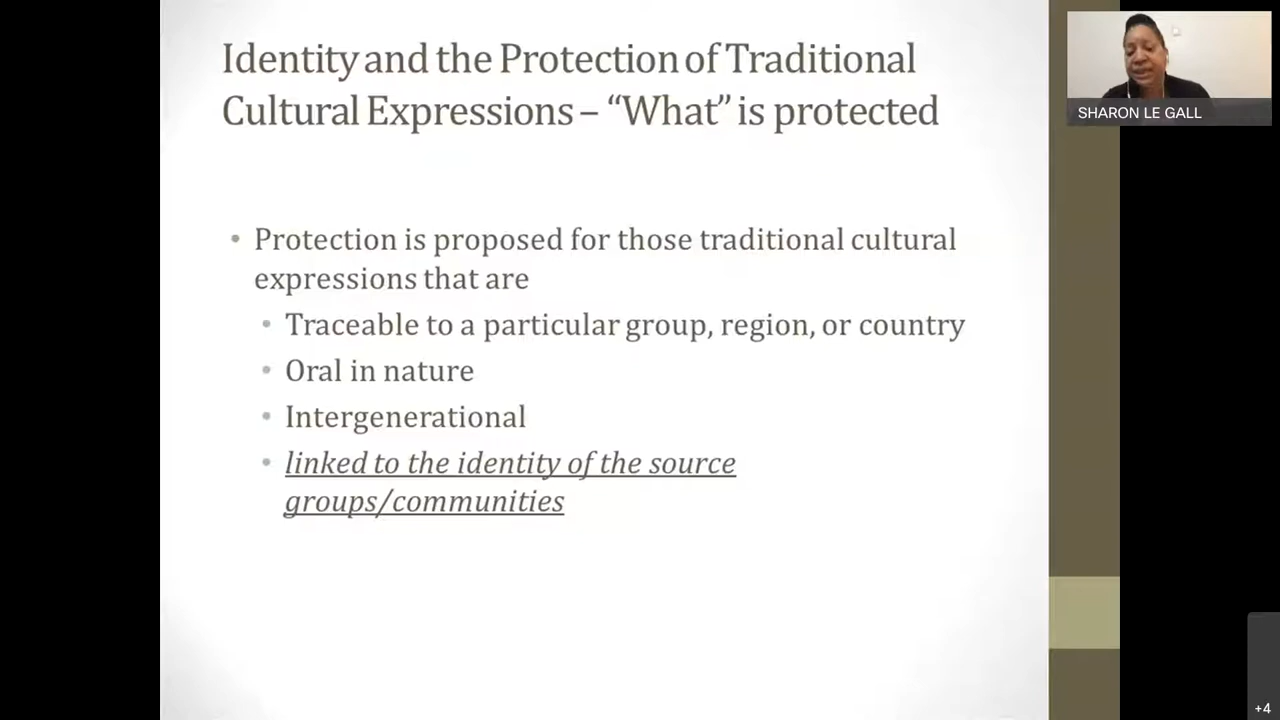 Identity and the Protection of Traditional
Cultural Expressions – “What” is protected
SHARON LE GALL
• Protection is proposed for those traditional cultural
expressions that are
• Traceable to a particular group, region, or country
• Oral in nature
• Intergenerational
• linked to the identity of the source
groups/communities
+4